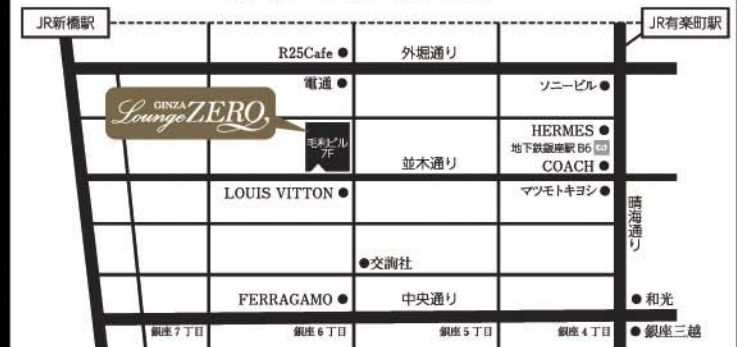 JR新橋駅
JR有楽町駅
R25Cafe
外堀通り
電通
ソニービル
GINZA
Lounge ZERO
毛利ビル
7F
HERMES
地下鉄銀座駅 B6
並木通り
COACH
LOUIS VITTON
マツモトキヨシ
晴海通り
交詢社
FERRAGAMO
中央通り
和光
銀座7丁目
銀座6丁目
銀座5丁目
銀座4丁目
銀座三越